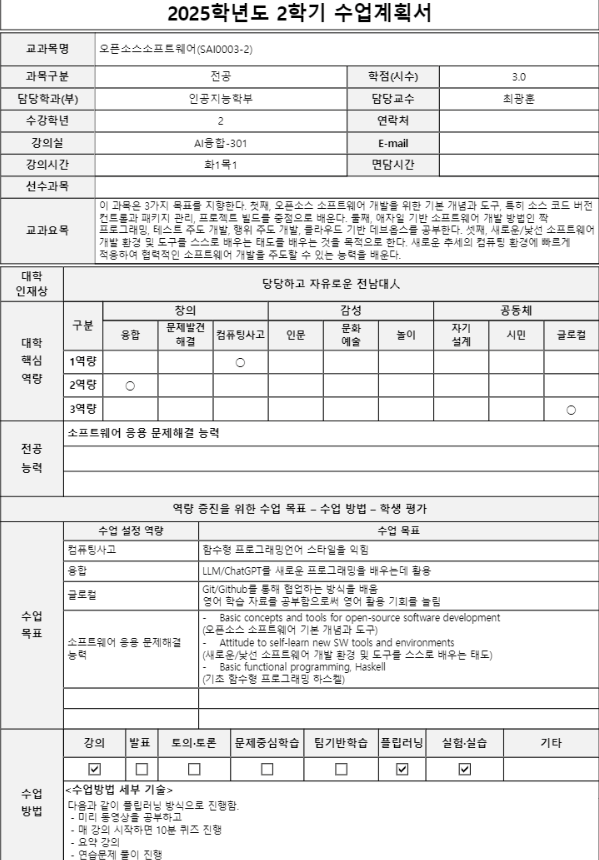 2025학년도 2학기 수업계획서
교과목명 오픈소스소프트웨어(SAI0003-2)
과목구분 전공 학점(시수) 3.0
담당학과(부) 인공지능학부 담당교수 최광훈
수강학년 2 연락처
강의실 AI융합-301 E-mail
강의시간 화1목1 면담시간
선수과목
교과요목
이 과목은 3가지 목표를 지향한다. 첫째, 오픈소스 소프트웨어 개발을 위한 기본 개념과 도구, 특히 소스 코드 버전
컨트롤과 패키지 관리, 프로젝트 빌드를 중점으로 배운다. 둘째, 애자일 기반 소프트웨어 개발 방법인 짝
프로그래밍, 테스트 주도 개발, 행위 주도 개발, 클라우드 기반 데브옵스를 공부한다. 셋째, 새로운/낯선 소프트웨어
개발 환경 및 도구를 스스로 배우는 태도를 배우는 것을 목적으로 한다. 새로운 추세의 컴퓨팅 환경에 빠르게
적응하여 협력적인 소프트웨어 개발을 주도할 수 있는 능력을 배운다.
대학
인재상
당당하고 자유로운 전남대人
대학
핵심
역량
구분 창의 감성 공동체
융합 문제발견
해결 컴퓨팅사고 인문 문화
예술 놀이 자기
설계 시민 글로컬
1역량 ○
2역량 ○
3역량 ○
전공
능력
소프트웨어 응용 문제해결 능력
역량 증진을 위한 수업 목표 – 수업 방법 – 학생 평가
수업
목표
수업 설정 역량 수업 목표
컴퓨팅사고 함수형 프로그래밍언어 스타일을 익힘
융합 LLM/ChatGPT를 새로운 프로그래밍을 배우는데 활용
글로컬 Git/Github를 통해 협업하는 방식을 배움
영어 학습 자료를 공부함으로써 영어 활용 기회를 늘림
소프트웨어 응용 문제해결
능력
- Basic concepts and tools for open-source software development
(오픈소스 소프트웨어 기본 개념과 도구)
- Attitude to self-learn new SW tools and environments
(새로운/낯선 소프트웨어 개발 환경 및 도구를 스스로 배우는 태도)
- Basic functional programming, Haskell
(기초 함수형 프로그래밍 하스켈)
수업
방법
강의 발표 토의·토론 문제중심학습 팀기반학습 플립러닝 실험·실습 기타
☑ ☐ ☐ ☐ ☐ ☑ ☑
<수업방법 세부 기술>
다음과 같이 플립러닝 방식으로 진행함.
- 미리 동영상을 공부하고
- 매 강의 시작하면 10분 퀴즈 진행
- 요약 강의
- 연습문제 풀이 진행